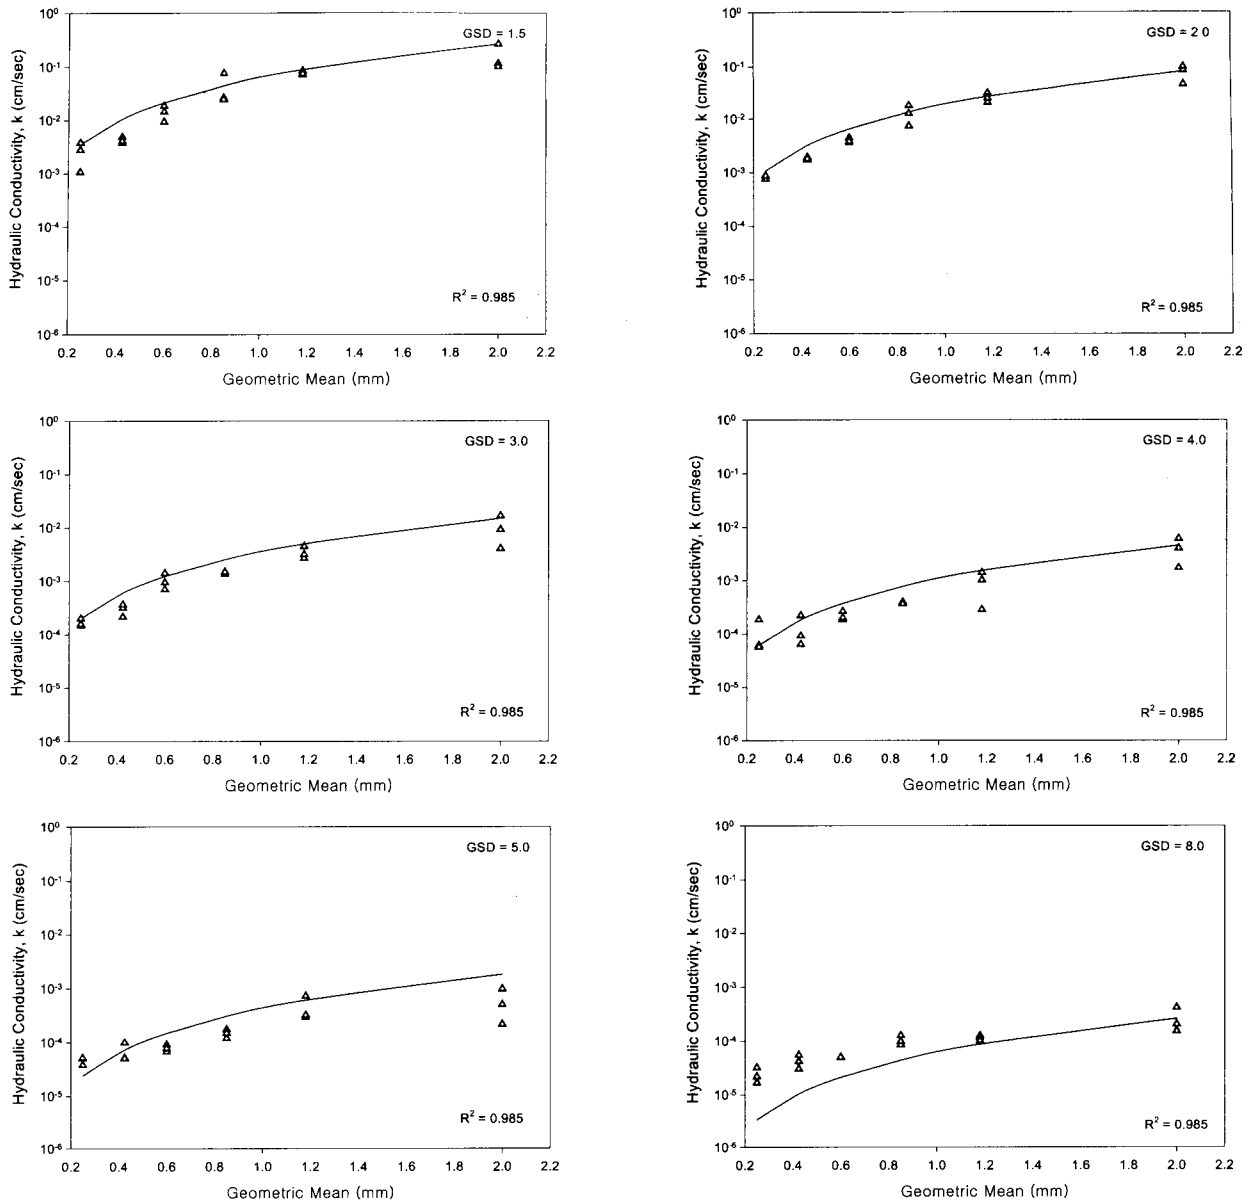 GSD = 1.5
10⁰
10⁻¹
10⁻²
10⁻³
10⁻⁴
10⁻⁵
10⁻⁶
Hydraulic Conductivity, k (cm/sec)
R² = 0.985
0.2 0.4 0.6 0.8 1.0 1.2 1.4 1.6 1.8 2.0 2.2
Geometric Mean (mm)
GSD = 2.0
10⁰
10⁻¹
10⁻²
10⁻³
10⁻⁴
10⁻⁵
10⁻⁶
Hydraulic Conductivity, k (cm/sec)
R² = 0.985
0.2 0.4 0.6 0.8 1.0 1.2 1.4 1.6 1.8 2.0 2.2
Geometric Mean (mm)
GSD = 3.0
10⁰
10⁻¹
10⁻²
10⁻³
10⁻⁴
10⁻⁵
10⁻⁶
Hydraulic Conductivity, k (cm/sec)
R² = 0.985
0.2 0.4 0.6 0.8 1.0 1.2 1.4 1.6 1.8 2.0 2.2
Geometric Mean (mm)
GSD = 4.0
10⁰
10⁻¹
10⁻²
10⁻³
10⁻⁴
10⁻⁵
10⁻⁶
Hydraulic Conductivity, k (cm/sec)
R² = 0.985
0.2 0.4 0.6 0.8 1.0 1.2 1.4 1.6 1.8 2.0 2.2
Geometric Mean (mm)
GSD = 5.0
10⁰
10⁻¹
10⁻²
10⁻³
10⁻⁴
10⁻⁵
10⁻⁶
Hydraulic Conductivity, k (cm/sec)
R² = 0.985
0.2 0.4 0.6 0.8 1.0 1.2 1.4 1.6 1.8 2.0 2.2
Geometric Mean (mm)
GSD = 8.0
10⁰
10⁻¹
10⁻²
10⁻³
10⁻⁴
10⁻⁵
10⁻⁶
Hydraulic Conductivity, k (cm/sec)
R² = 0.985
0.2 0.4 0.6 0.8 1.0 1.2 1.4 1.6 1.8 2.0 2.2
Geometric Mean (mm)